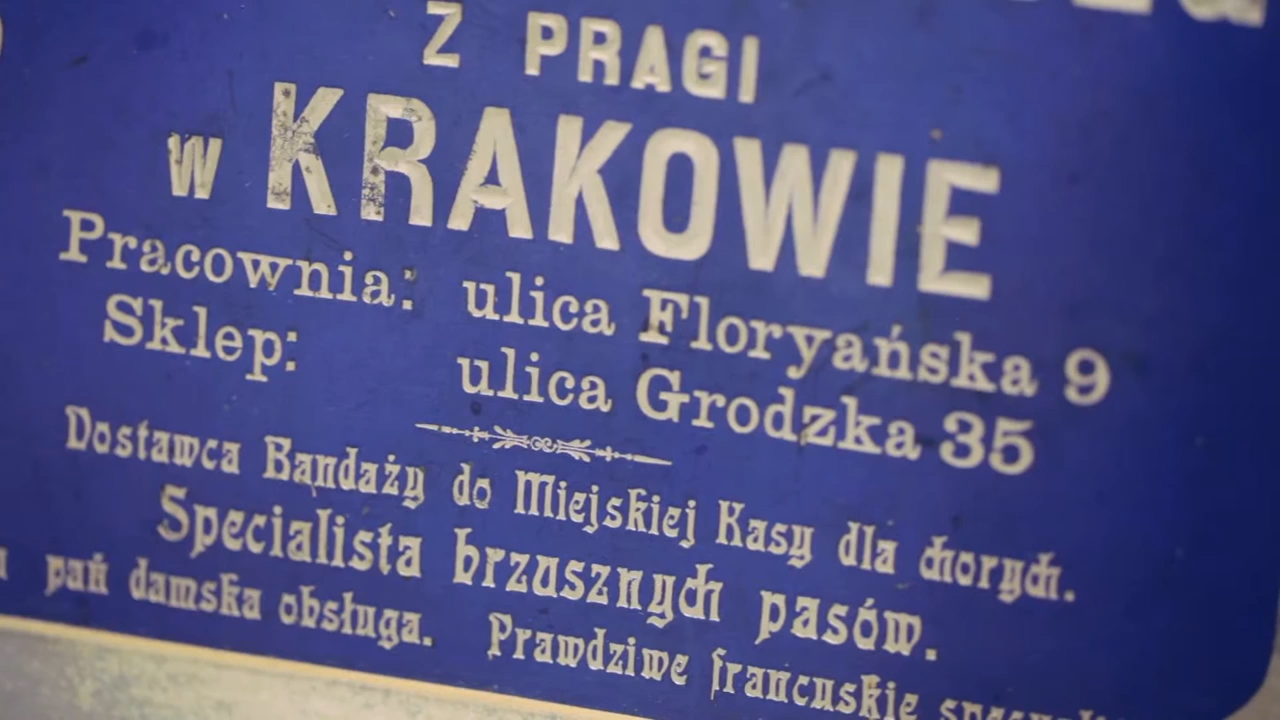 Z PRAGI
w KRAKOWIE
Pracownia: ulica Floryańska 9
Sklep: ulica Grodzka 35
Dostawca Bandaży do Miejskiej Kasy dla chorych.
Specialista brzusznych pasów.
pań damska obsługa. Prawdziwe francuskie